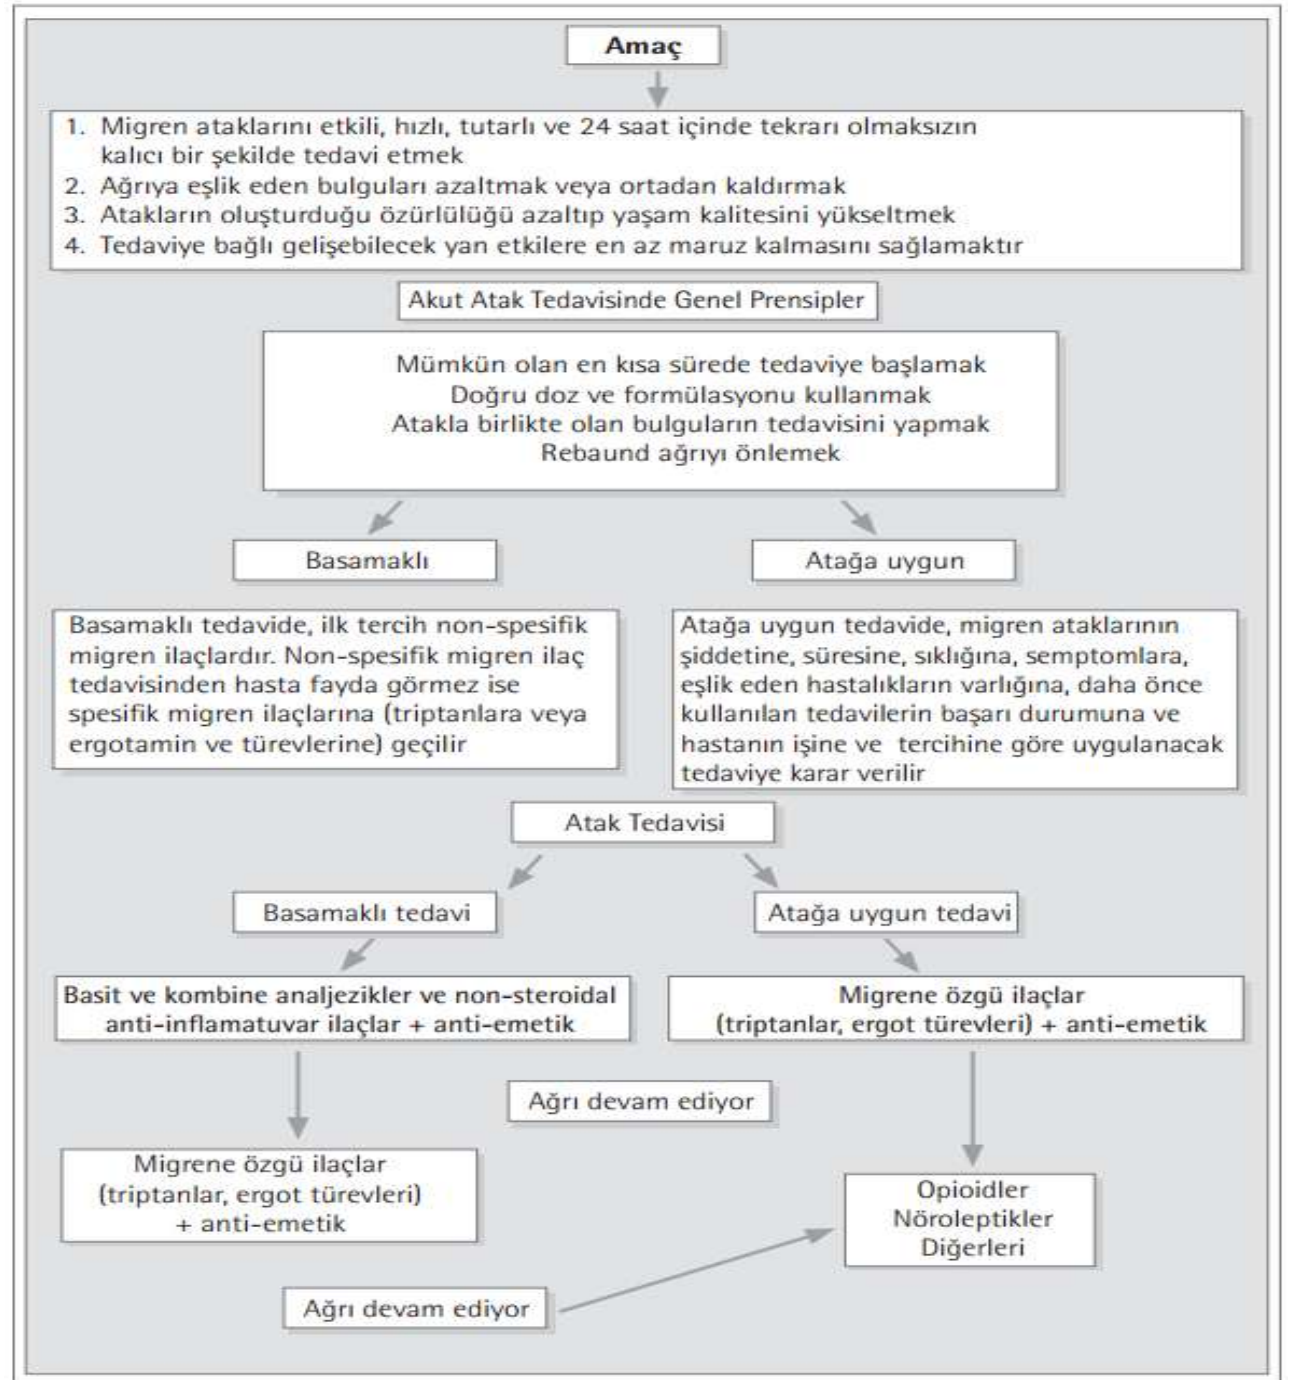 Amaç
1. Migren ataklarını etkili, hızlı, tutarlı ve 24 saat içinde tekrarı olmaksızın
kalıcı bir şekilde tedavi etmek
2. Ağrıya eşlik eden bulguları azaltmak veya ortadan kaldırmak
3. Atakların oluşturduğu özürlülüğü azaltıp yaşam kalitesini yükseltmek
4. Tedaviye bağlı gelişebilecek yan etkilere en az maruz kalmasını sağlamaktır
Akut Atak Tedavisinde Genel Prensipler
Mümkün olan en kısa sürede tedaviye başlamak
Doğru doz ve formülasyonu kullanmak
Atakla birlikte olan bulguların tedavisini yapmak
Rebaund ağrıyı önlemek
Basamaklı
Basamaklı tedavide, ilk tercih non-spesifik
migren ilaçlardır. Non-spesifik migren ilaç
tedavisinden hasta fayda görmez ise
spesifik migren ilaçlarına (triptanlara veya
ergotamin ve türevlerine) geçilir
Atağa uygun
Atağa uygun tedavide, migren ataklarının
şiddetine, süresine, sıklığına, semptomlara,
eşlik eden hastalıkların varlığına, daha önce
kullanılan tedavilerin başarı durumuna ve
hastanın işine ve tercihine göre uygulanacak
tedaviye karar verilir
Atak Tedavisi
Basamaklı tedavi
Atağa uygun tedavi
Basit ve kombine analjezikler ve non-steroidal
anti-inflamatuvar ilaçlar + anti-emetik
Migrene özgü ilaçlar
(triptanlar, ergot türevleri) + anti-emetik
Ağrı devam ediyor
Migrene özgü ilaçlar
(triptanlar, ergot türevleri)
+ anti-emetik
Opioidler
Nöroleptikler
Diğerleri
Ağrı devam ediyor